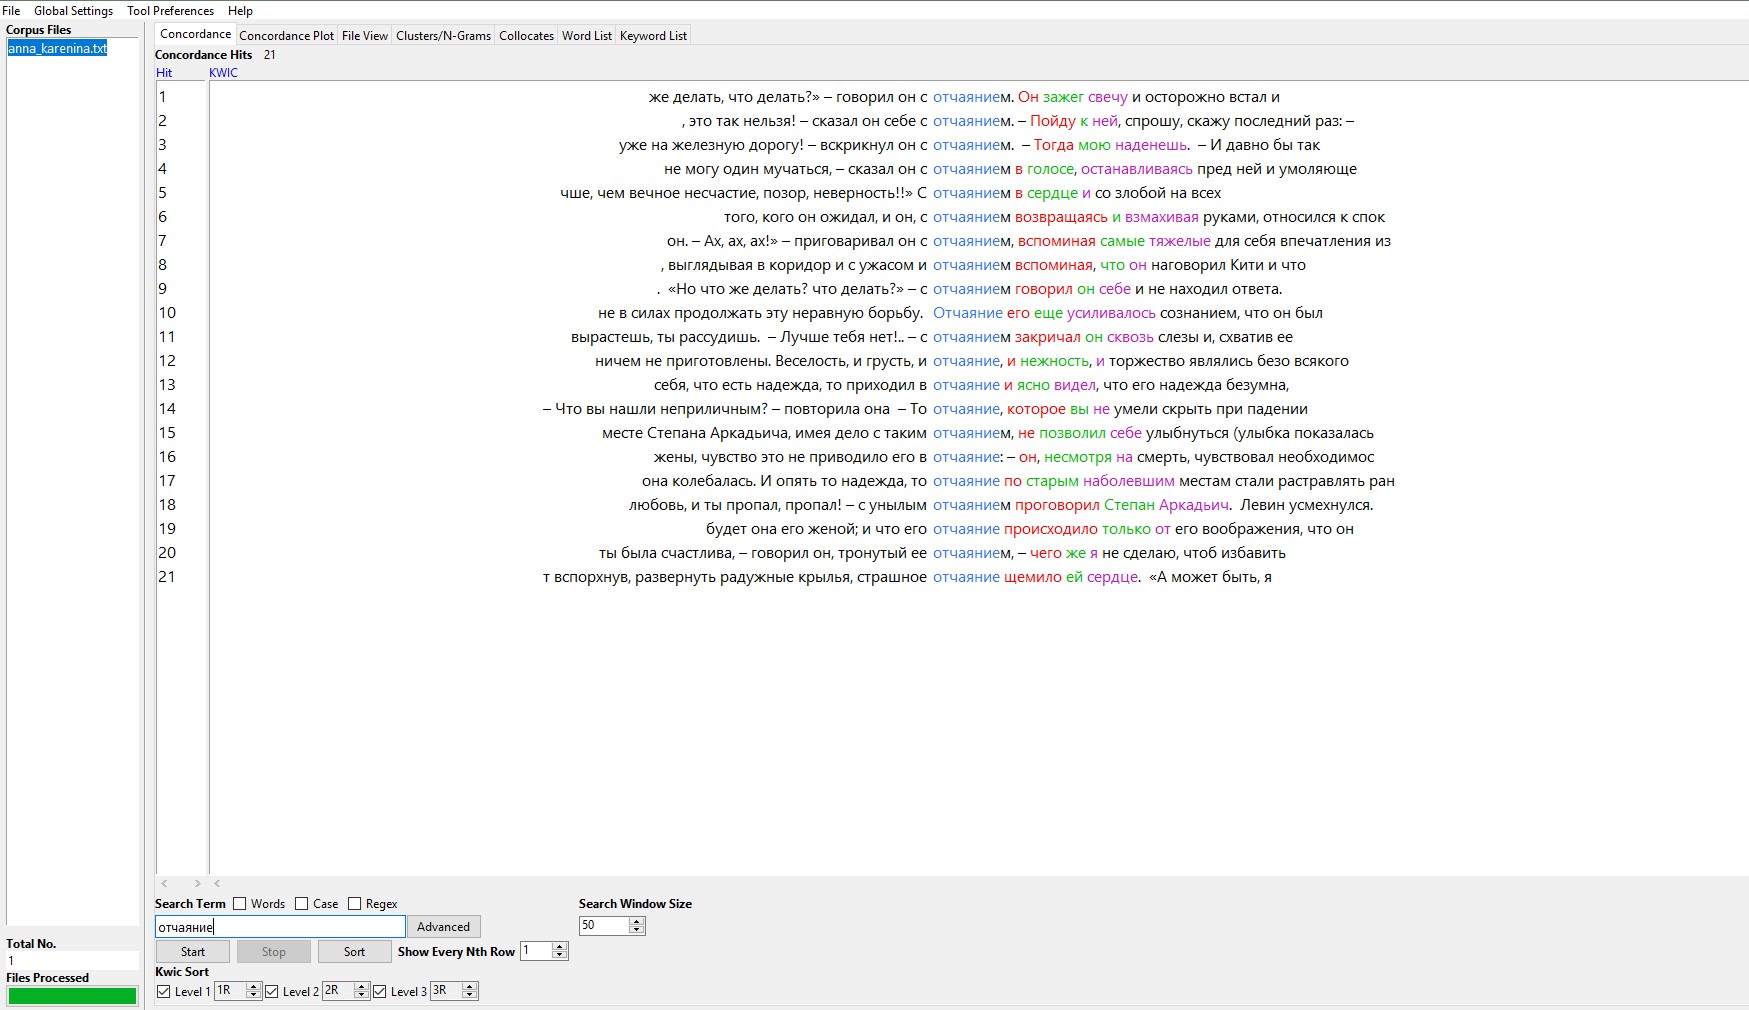 File Global Settings Tool Preferences Help
Corpus Files
anna_karenina.txt
Concordance Concordance Plot File View Clusters/N-Grams Collocates Word List Keyword List
Concordance Hits 21
Hit KWIC
1 же делать, что делать?» – говорил он с отчаянием. Он зажег свечу и осторожно встал и
2 , это так нельзя! – сказал он себе с отчаянием. – Пойду к ней, спрошу, скажу последний раз: –
3 уже на железную дорогу! – вскрикнул он с отчаянием. – Тогда мою наденешь. – И давно бы так
4 не могу один мучаться, – сказал он с отчаянием в голосе, останавливаясь пред ней и умоляюще
5 чше, чем вечное несчастие, позор, неверность!!» С отчаянием в сердце и со злобой на всех
6 того, кого он ожидал, и он, с отчаянием возвращаясь и взмахивая руками, относился к спок
7 он. – Ах, ах, ах!» – приговаривал он с отчаянием, вспоминая самые тяжелые для себя впечатления из
8 , выглядывая в коридор и с ужасом и отчаянием вспоминая, что он наговорил Кити и что
9 . «Но что же делать? что делать?» – с отчаянием говорил он себе и не находил ответа.
10 не в силах продолжать эту неравную борьбу. Отчаяние его еще усиливалось сознанием, что он был
11 вырастешь, ты рассудишь. – Лучше тебя нет!.. – с отчаянием закричал он сквозь слезы и, схватив ее
12 ничем не приготовлены. Веселость, и грусть, и отчаяние, и нежность, и торжество являлись безо всякого
13 себя, что есть надежда, то приходил в отчаяние и ясно видел, что его надежда безумна,
14 – Что вы нашли неприличным? – повторила она – То отчаяние, которое вы не умели скрыть при падении
15 месте Степана Аркадьича, имея дело с таким отчаянием, не позволил себе улыбнуться (улыбка показалась
16 жены, чувство это не приводило его в отчаяние: – он, несмотря на смерть, чувствовал необходимос
17 она колебалась. И опять то надежда, то отчаяние по старым наболевшим местам стали растравлять ран
18 любовь, и ты пропал, пропал! – с унылым отчаянием проговорил Степан Аркадьич. Левин усмехнулся.
19 будет она его женой; и что его отчаяние происходило только от его воображения, что он
20 ты была счастлива, – говорил он, тронутый ее отчаянием, – чего же я не сделаю, чтоб избавить
21 т вспорхнув, развернуть радужные крылья, страшное отчаяние щемило ей сердце. «А может быть, я
Search Term Words Case Regex Search Window Size
отчаяние Advanced 50
Start Stop Sort Show Every Nth Row 1
Kwic Sort
Level 1 1R Level 2 2R Level 3 3R
Total No.
1
Files Processed